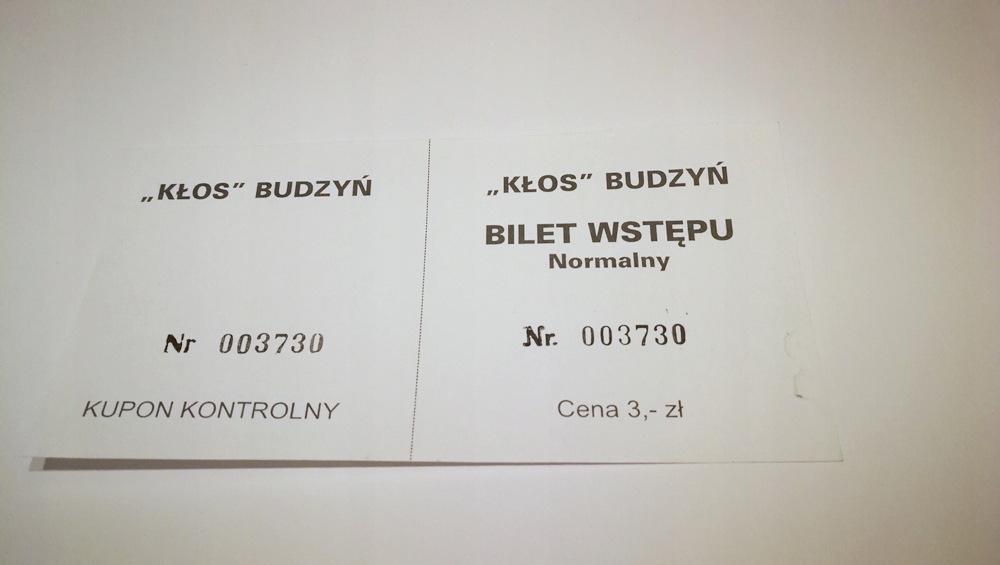 „KŁOS” BUDZYŃ
Nr 003730
KUPON KONTROLNY
„KŁOS” BUDZYŃ
BILET WSTĘPU
Normalny
Nr. 003730
Cena 3,- zł